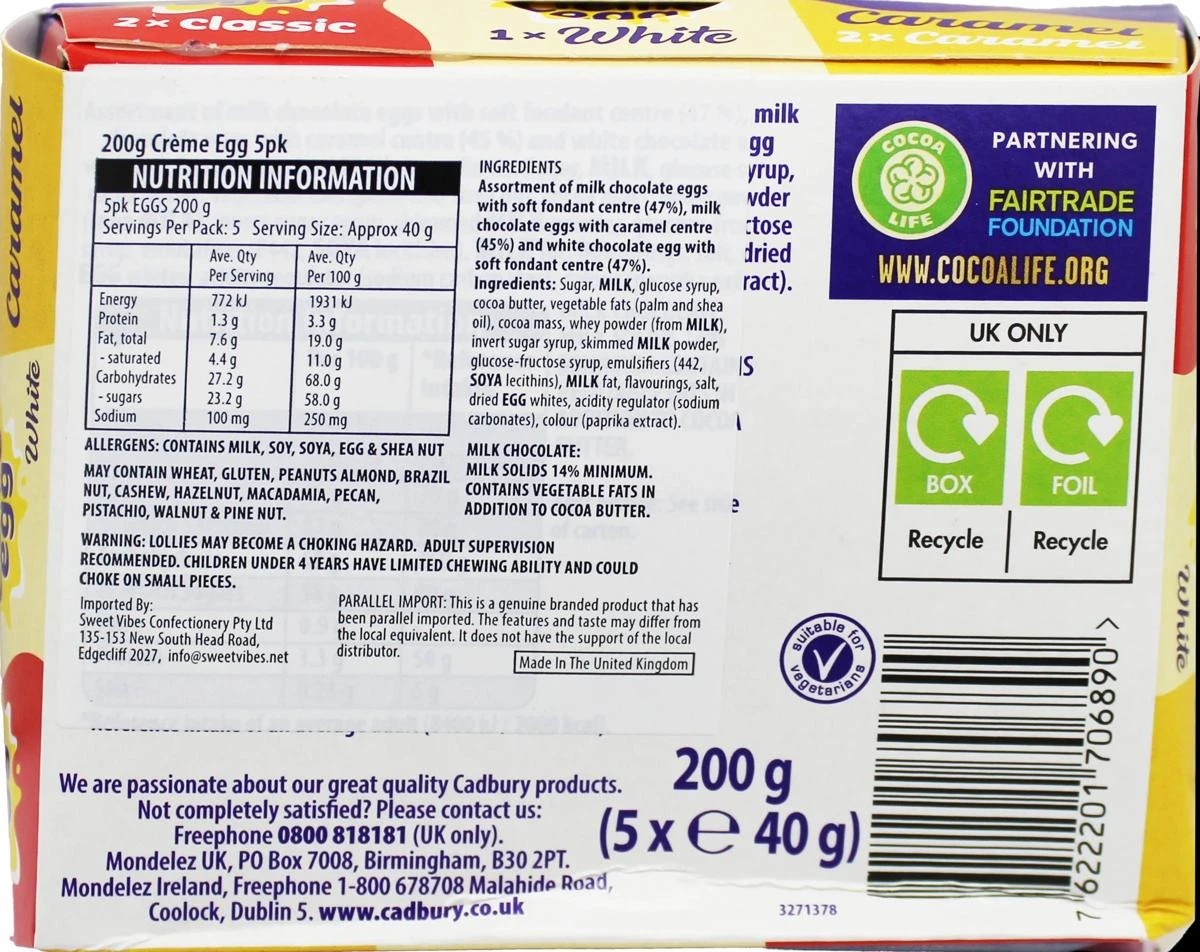 2 x classic
1 x White
Caramel
2 x Caramel
Caramel
White
egg
200g Crème Egg 5pk
NUTRITION INFORMATION
5pk EGGS 200 g
Servings Per Pack: 5 Serving Size: Approx 40 g
Ave. Qty Ave. Qty
Per Serving Per 100 g
Energy 772 kJ 1931 kJ
Protein 1.3 g 3.3 g
Fat, total 7.6 g 19.0 g
- saturated 4.4 g 11.0 g
Carbohydrates 27.2 g 68.0 g
- sugars 23.2 g 58.0 g
Sodium 100 mg 250 mg
INGREDIENTS
Assortment of milk chocolate eggs
with soft fondant centre (47%), milk
chocolate eggs with caramel centre
(45%) and white chocolate egg with
soft fondant centre (47%).
Ingredients: Sugar, MILK, glucose syrup,
cocoa butter, vegetable fats (palm and shea
oil), cocoa mass, whey powder (from MILK),
invert sugar syrup, skimmed MILK powder,
glucose-fructose syrup, emulsifiers (442,
SOYA lecithins), MILK fat, flavourings, salt,
dried EGG whites, acidity regulator (sodium
carbonates), colour (paprika extract).
ALLERGENS: CONTAINS MILK, SOY, SOYA, EGG & SHEA NUT
MAY CONTAIN WHEAT, GLUTEN, PEANUTS ALMOND, BRAZIL
NUT, CASHEW, HAZELNUT, MACADAMIA, PECAN,
PISTACHIO, WALNUT & PINE NUT.
MILK CHOCOLATE:
MILK SOLIDS 14% MINIMUM.
CONTAINS VEGETABLE FATS IN
ADDITION TO COCOA BUTTER.
WARNING: LOLLIES MAY BECOME A CHOKING HAZARD. ADULT SUPERVISION
RECOMMENDED. CHILDREN UNDER 4 YEARS HAVE LIMITED CHEWING ABILITY AND COULD
CHOKE ON SMALL PIECES.
Imported By:
Sweet Vibes Confectionery Pty Ltd
135-153 New South Head Road,
Edgecliff 2027, info@sweetvibes.net
PARALLEL IMPORT: This is a genuine branded product that has
been parallel imported. The features and taste may differ from
the local equivalent. It does not have the support of the local
distributor.
Made In The United Kingdom
milk
gg
yrup,
wder
ctose
dried
ract).
COCOA
LIFE
PARTNERING
WITH
FAIRTRADE
FOUNDATION
WWW.COCOALIFE.ORG
UK ONLY
BOX FOIL
Recycle Recycle
suitable for
vegetarians
7 622201 706890 >
White
We are passionate about our great quality Cadbury products.
Not completely satisfied? Please contact us:
Freephone 0800 818181 (UK only).
Mondelez UK, PO Box 7008, Birmingham, B30 2PT.
Mondelez Ireland, Freephone 1-800 678708 Malahide Road,
Coolock, Dublin 5. www.cadbury.co.uk
200 g
(5 x e 40 g)
3271378